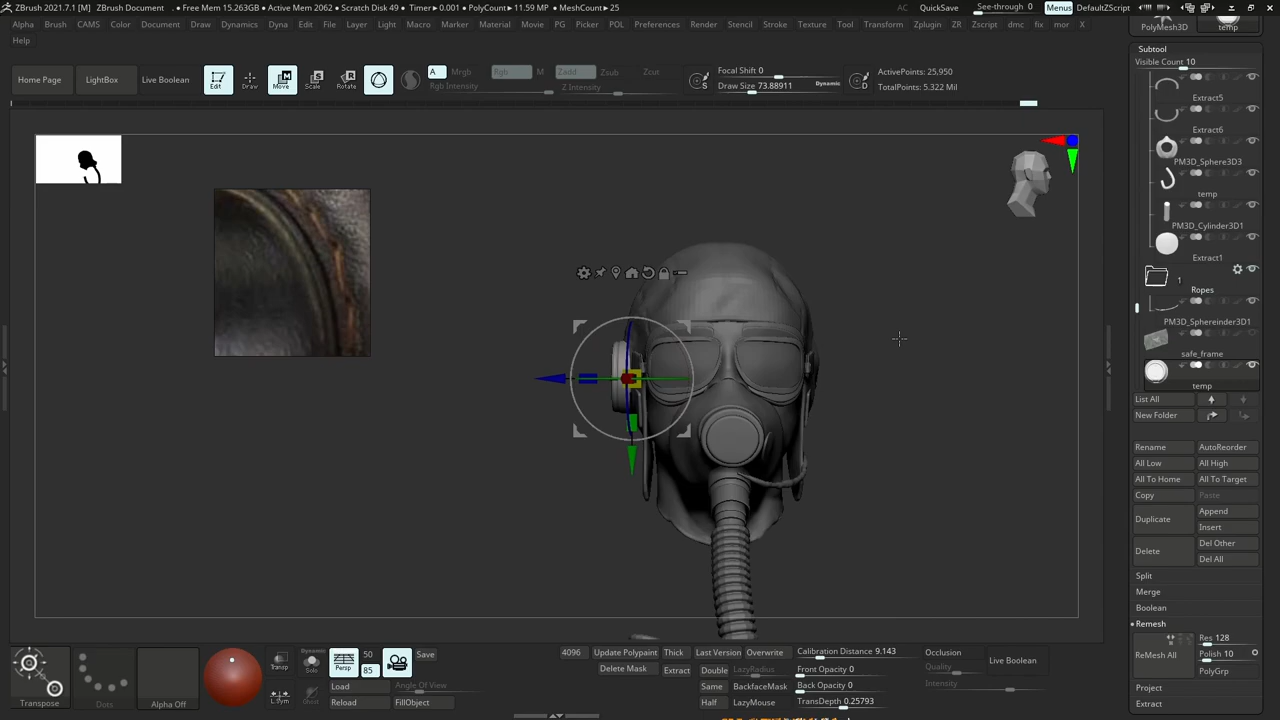 ZBrush 2021.7.1 [M] ZBrush Document . ● Free Mem 15.263GB ● Active Mem 2062 ● Scratch Disk 49 ● Timer▸0.001 ● PolyCount▸11.59 MP ● MeshCount▸25 AC QuickSave See-through 0 Menus DefaultZScript
Alpha Brush CAMS Color Document Draw Dynamics Edit File Layer Light Macro Marker Material Movie PG Picker POL Preferences Render Stencil Stroke Texture Tool Transform Zplugin ZR Zscript dmc fix mor X
Help
PolyMesh3D temp
Subtool
Visible Count 10
Home Page LightBox Live Boolean Edit Draw Move Scale Rotate A Mrgb Rgb M Zadd Zsub Zcut
Rgb Intensity Z Intensity
S Focal Shift 0
Draw Size 73.88911 Dynamic D
ActivePoints: 25,950
TotalPoints: 5.322 Mil
Extract5
Extract6
PM3D_Sphere3D3
temp
PM3D_Cylinder3D1
Extract1
1
Ropes
PM3D_Sphereinder3D1
safe_frame
temp
List All
New Folder
Rename AutoReorder
All Low All High
All To Home All To Target
Copy Paste
Duplicate Append
Insert
Delete Del Other
Del All
Split
Merge
Boolean
Remesh
ReMesh All Res 128
Polish 10
PolyGrp
Project
Extract
Transpose Dots Alpha Off
Transp
L.Sym
Dynamic
Solo
Ghost
Persp 50
85
Save
Load Angle Of View
Reload FillObject
4096 Update Polypaint Thick Last Version Overwrite
Delete Mask Extract Double LazyRadius
Same BackfaceMask
Half LazyMouse
Calibration Distance 9.143
Front Opacity 0
Back Opacity 0
TransDepth 0.25793
Occlusion
Quality
Intensity
Live Boolean